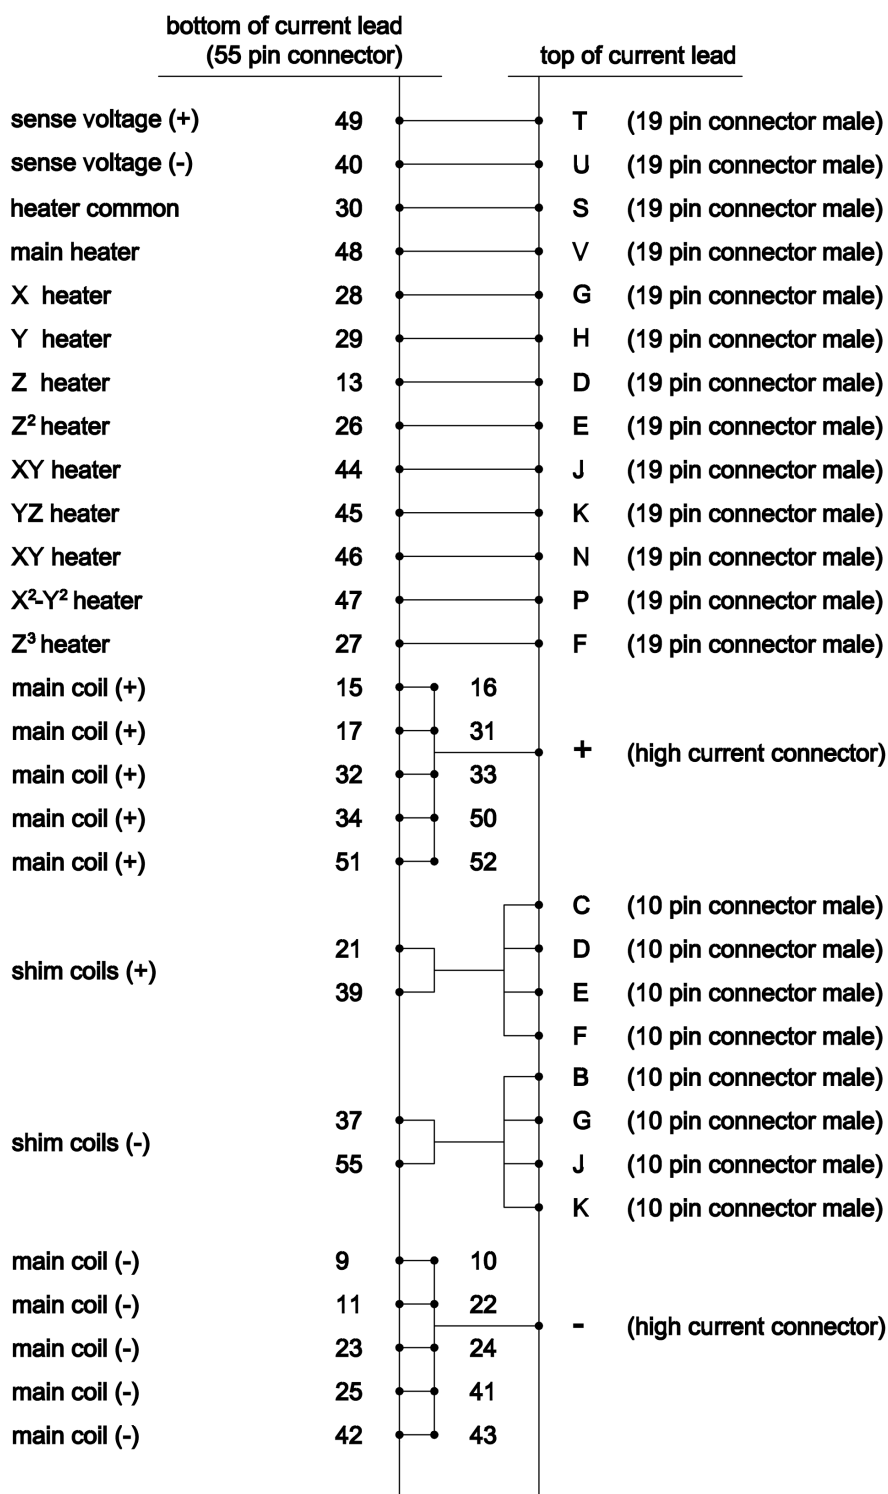 bottom of current lead
(55 pin connector)
top of current lead
sense voltage (+) 49 T (19 pin connector male)
sense voltage (-) 40 U (19 pin connector male)
heater common 30 S (19 pin connector male)
main heater 48 V (19 pin connector male)
X heater 28 G (19 pin connector male)
Y heater 29 H (19 pin connector male)
Z heater 13 D (19 pin connector male)
Z² heater 26 E (19 pin connector male)
XY heater 44 J (19 pin connector male)
YZ heater 45 K (19 pin connector male)
XY heater 46 N (19 pin connector male)
X²-Y² heater 47 P (19 pin connector male)
Z³ heater 27 F (19 pin connector male)
main coil (+) 15 16
main coil (+) 17 31
+ (high current connector)
main coil (+) 32 33
main coil (+) 34 50
main coil (+) 51 52
C (10 pin connector male)
21 D (10 pin connector male)
shim coils (+)
39 E (10 pin connector male)
F (10 pin connector male)
B (10 pin connector male)
37 G (10 pin connector male)
shim coils (-)
55 J (10 pin connector male)
K (10 pin connector male)
main coil (-) 9 10
main coil (-) 11 22
- (high current connector)
main coil (-) 23 24
main coil (-) 25 41
main coil (-) 42 43